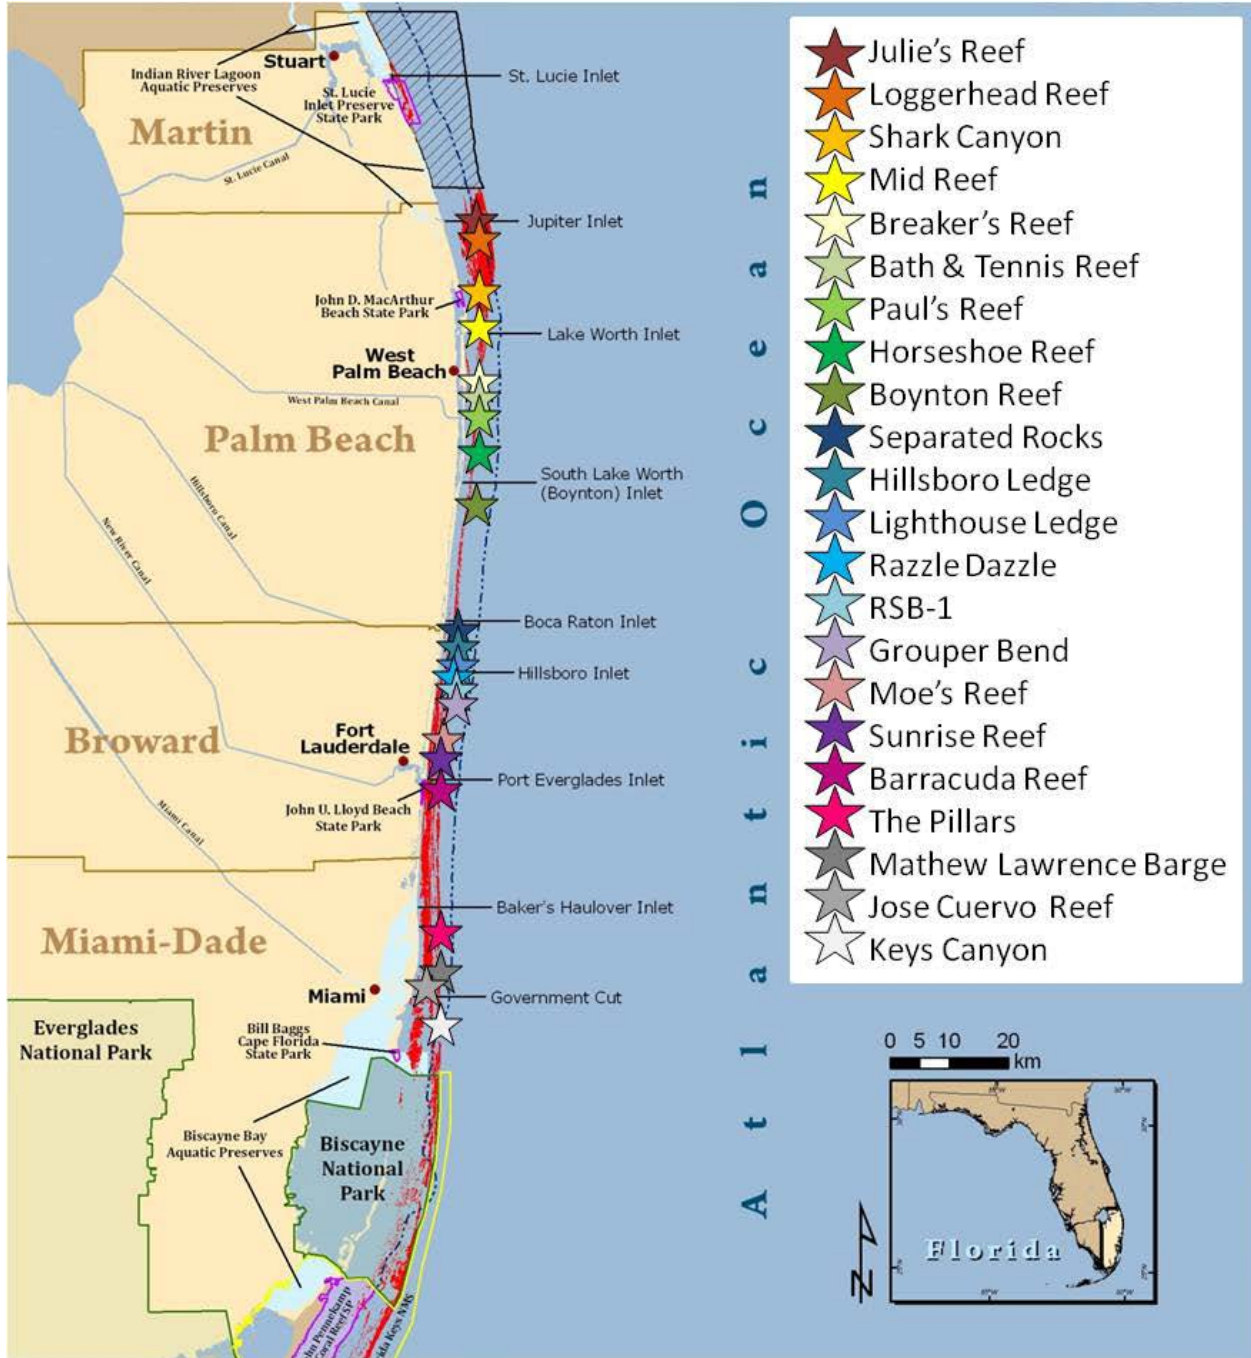 Stuart
Indian River Lagoon
Aquatic Preserves
St. Lucie
Inlet Preserve
State Park
St. Lucie Inlet
Martin
St. Lucie Canal
Jupiter Inlet
John D. MacArthur
Beach State Park
Lake Worth Inlet
West
Palm Beach
West Palm Beach Canal
Palm Beach
South Lake Worth
(Boynton) Inlet
Hillsboro Canal
New River Canal
Boca Raton Inlet
Hillsboro Inlet
Broward
Fort
Lauderdale
Port Everglades Inlet
John U. Lloyd Beach
State Park
Miami Canal
Baker's Haulover Inlet
Miami-Dade
Miami
Government Cut
Everglades
National Park
Bill Baggs
Cape Florida
State Park
Biscayne Bay
Aquatic Preserves
Biscayne
National
Park
Pennekamp
Coral Reef SP
Keys NMS
Atlantic Ocean
Julie's Reef
Loggerhead Reef
Shark Canyon
Mid Reef
Breaker's Reef
Bath & Tennis Reef
Paul's Reef
Horseshoe Reef
Boynton Reef
Separated Rocks
Hillsboro Ledge
Lighthouse Ledge
Razzle Dazzle
RSB-1
Grouper Bend
Moe's Reef
Sunrise Reef
Barracuda Reef
The Pillars
Mathew Lawrence Barge
Jose Cuervo Reef
Keys Canyon
0 5 10 20
km
N
Florida